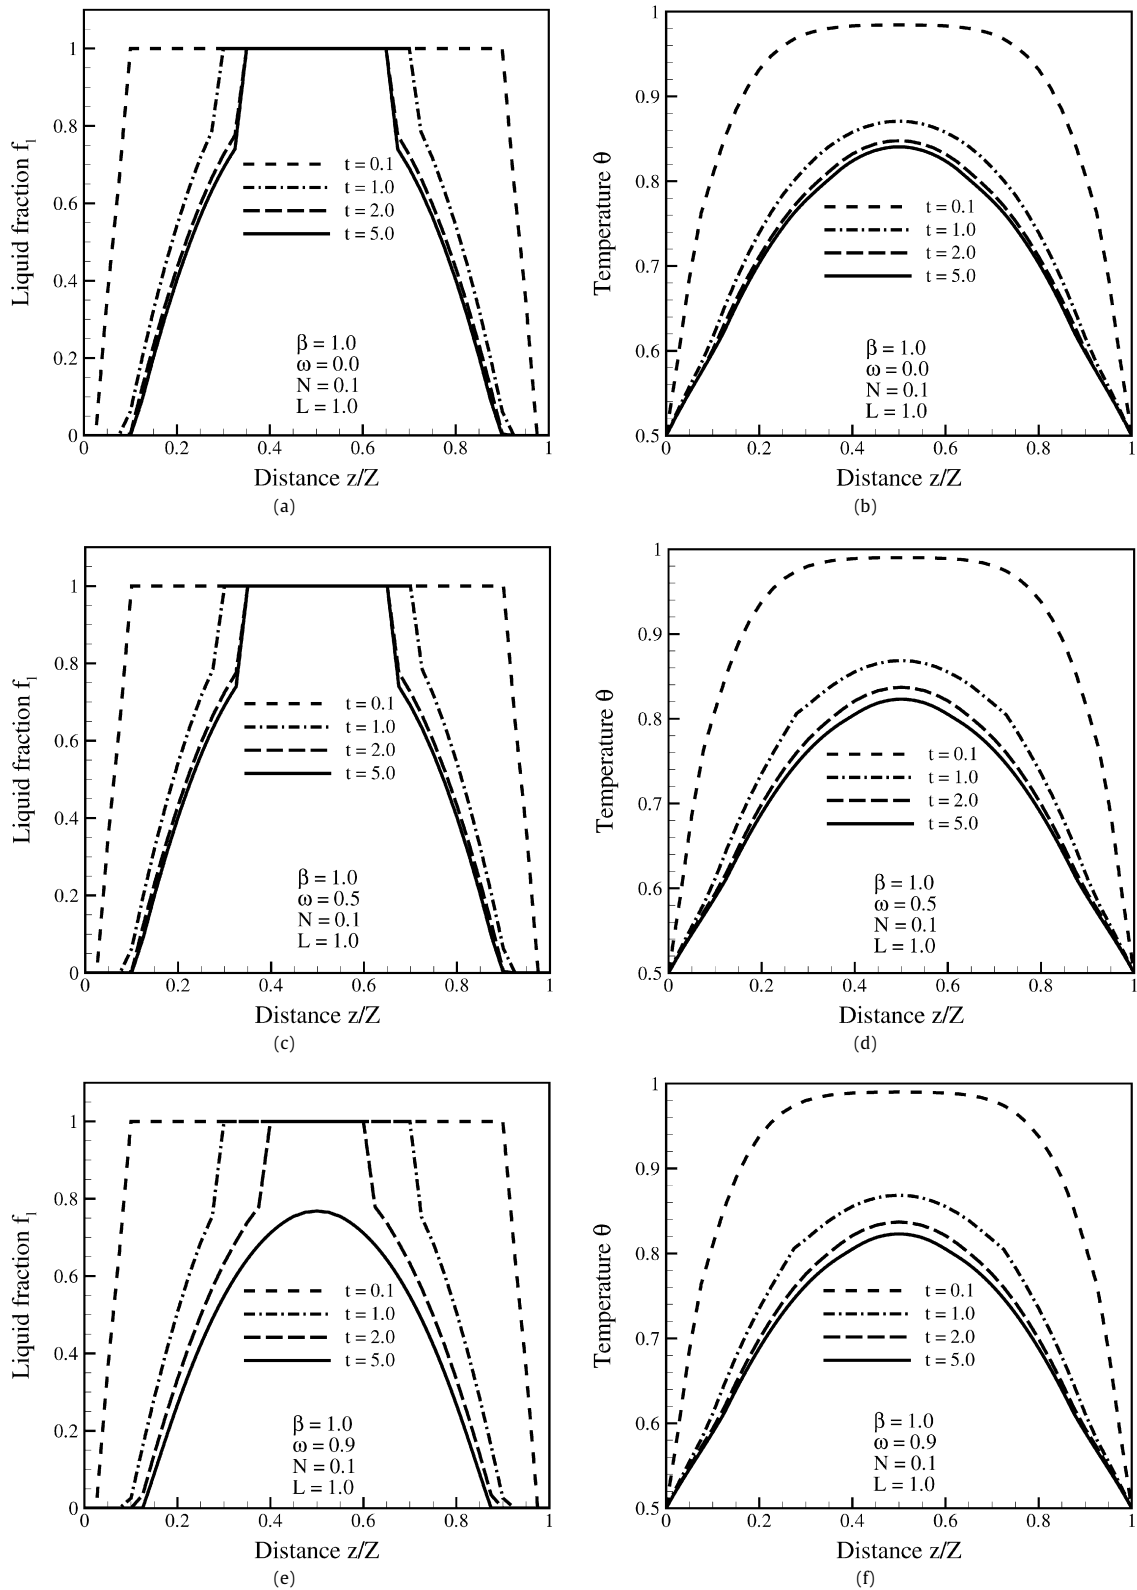 1
0.8
0.6
0.2
0
0 0.2 0.4 0.6 0.8 1
Liquid fraction f_l
t = 0.1
t = 1.0
t = 2.0
t = 5.0
β = 1.0
ω = 0.0
N = 0.1
L = 1.0
Distance z/Z
(a)
1
0.9
0.8
0.7
0.6
0.5
0 0.2 0.4 0.6 0.8 1
Temperature θ
t = 0.1
t = 1.0
t = 2.0
t = 5.0
β = 1.0
ω = 0.0
N = 0.1
L = 1.0
Distance z/Z
(b)
1
0.8
0.6
0.4
0.2
0
0 0.2 0.4 0.6 0.8 1
Liquid fraction f_l
t = 0.1
t = 1.0
t = 2.0
t = 5.0
β = 1.0
ω = 0.5
N = 0.1
L = 1.0
Distance z/Z
(c)
1
0.9
0.8
0.7
0.6
0.5
0 0.2 0.4 0.6 0.8 1
Temperature θ
t = 0.1
t = 1.0
t = 2.0
t = 5.0
β = 1.0
ω = 0.5
N = 0.1
L = 1.0
Distance z/Z
(d)
1
0.8
0.6
0.4
0.2
0
0 0.2 0.4 0.6 0.8 1
Liquid fraction f_l
t = 0.1
t = 1.0
t = 2.0
t = 5.0
β = 1.0
ω = 0.9
N = 0.1
L = 1.0
Distance z/Z
(e)
1
0.9
0.8
0.7
0.6
0.5
0 0.2 0.4 0.6 0.8 1
Temperature θ
t = 0.1
t = 1.0
t = 2.0
t = 5.0
β = 1.0
ω = 0.9
N = 0.1
L = 1.0
Distance z/Z
(f)